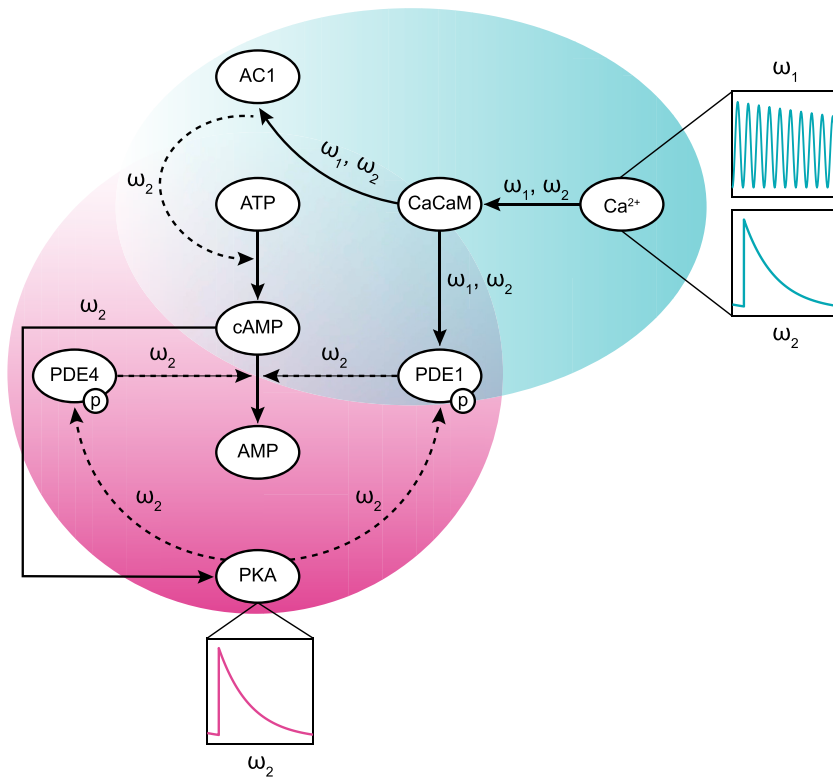 AC1
ω1
ω1, ω2
ω2
ATP
CaCaM
ω1, ω2
Ca2+
ω1, ω2
ω2
cAMP
ω2
PDE4
p
ω2
ω2
PDE1
p
AMP
ω2
ω2
PKA
ω2